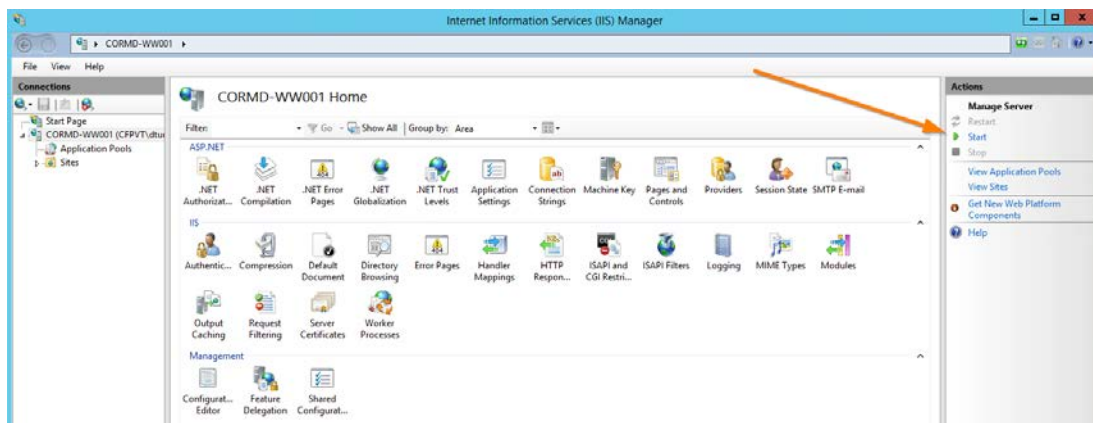 Internet Information Services (IIS) Manager
CORMD-WW001
File View Help
Connections
Start Page
CORMD-WW001 (CFPVT\dtur
Application Pools
Sites
CORMD-WW001 Home
Filter: Go Show All Group by: Area
ASP.NET
.NET Authorizat...
.NET Compilation
.NET Error Pages
.NET Globalization
.NET Trust Levels
Application Settings
Connection Strings
Machine Key
Pages and Controls
Providers
Session State
SMTP E-mail
IIS
Authentic...
Compression
Default Document
Directory Browsing
Error Pages
Handler Mappings
HTTP Respon...
ISAPI and CGI Restri...
ISAPI Filters
Logging
MIME Types
Modules
Output Caching
Request Filtering
Server Certificates
Worker Processes
Management
Configurat... Editor
Feature Delegation
Shared Configurat...
Actions
Manage Server
Restart
Start
Stop
View Application Pools
View Sites
Get New Web Platform
Components
Help